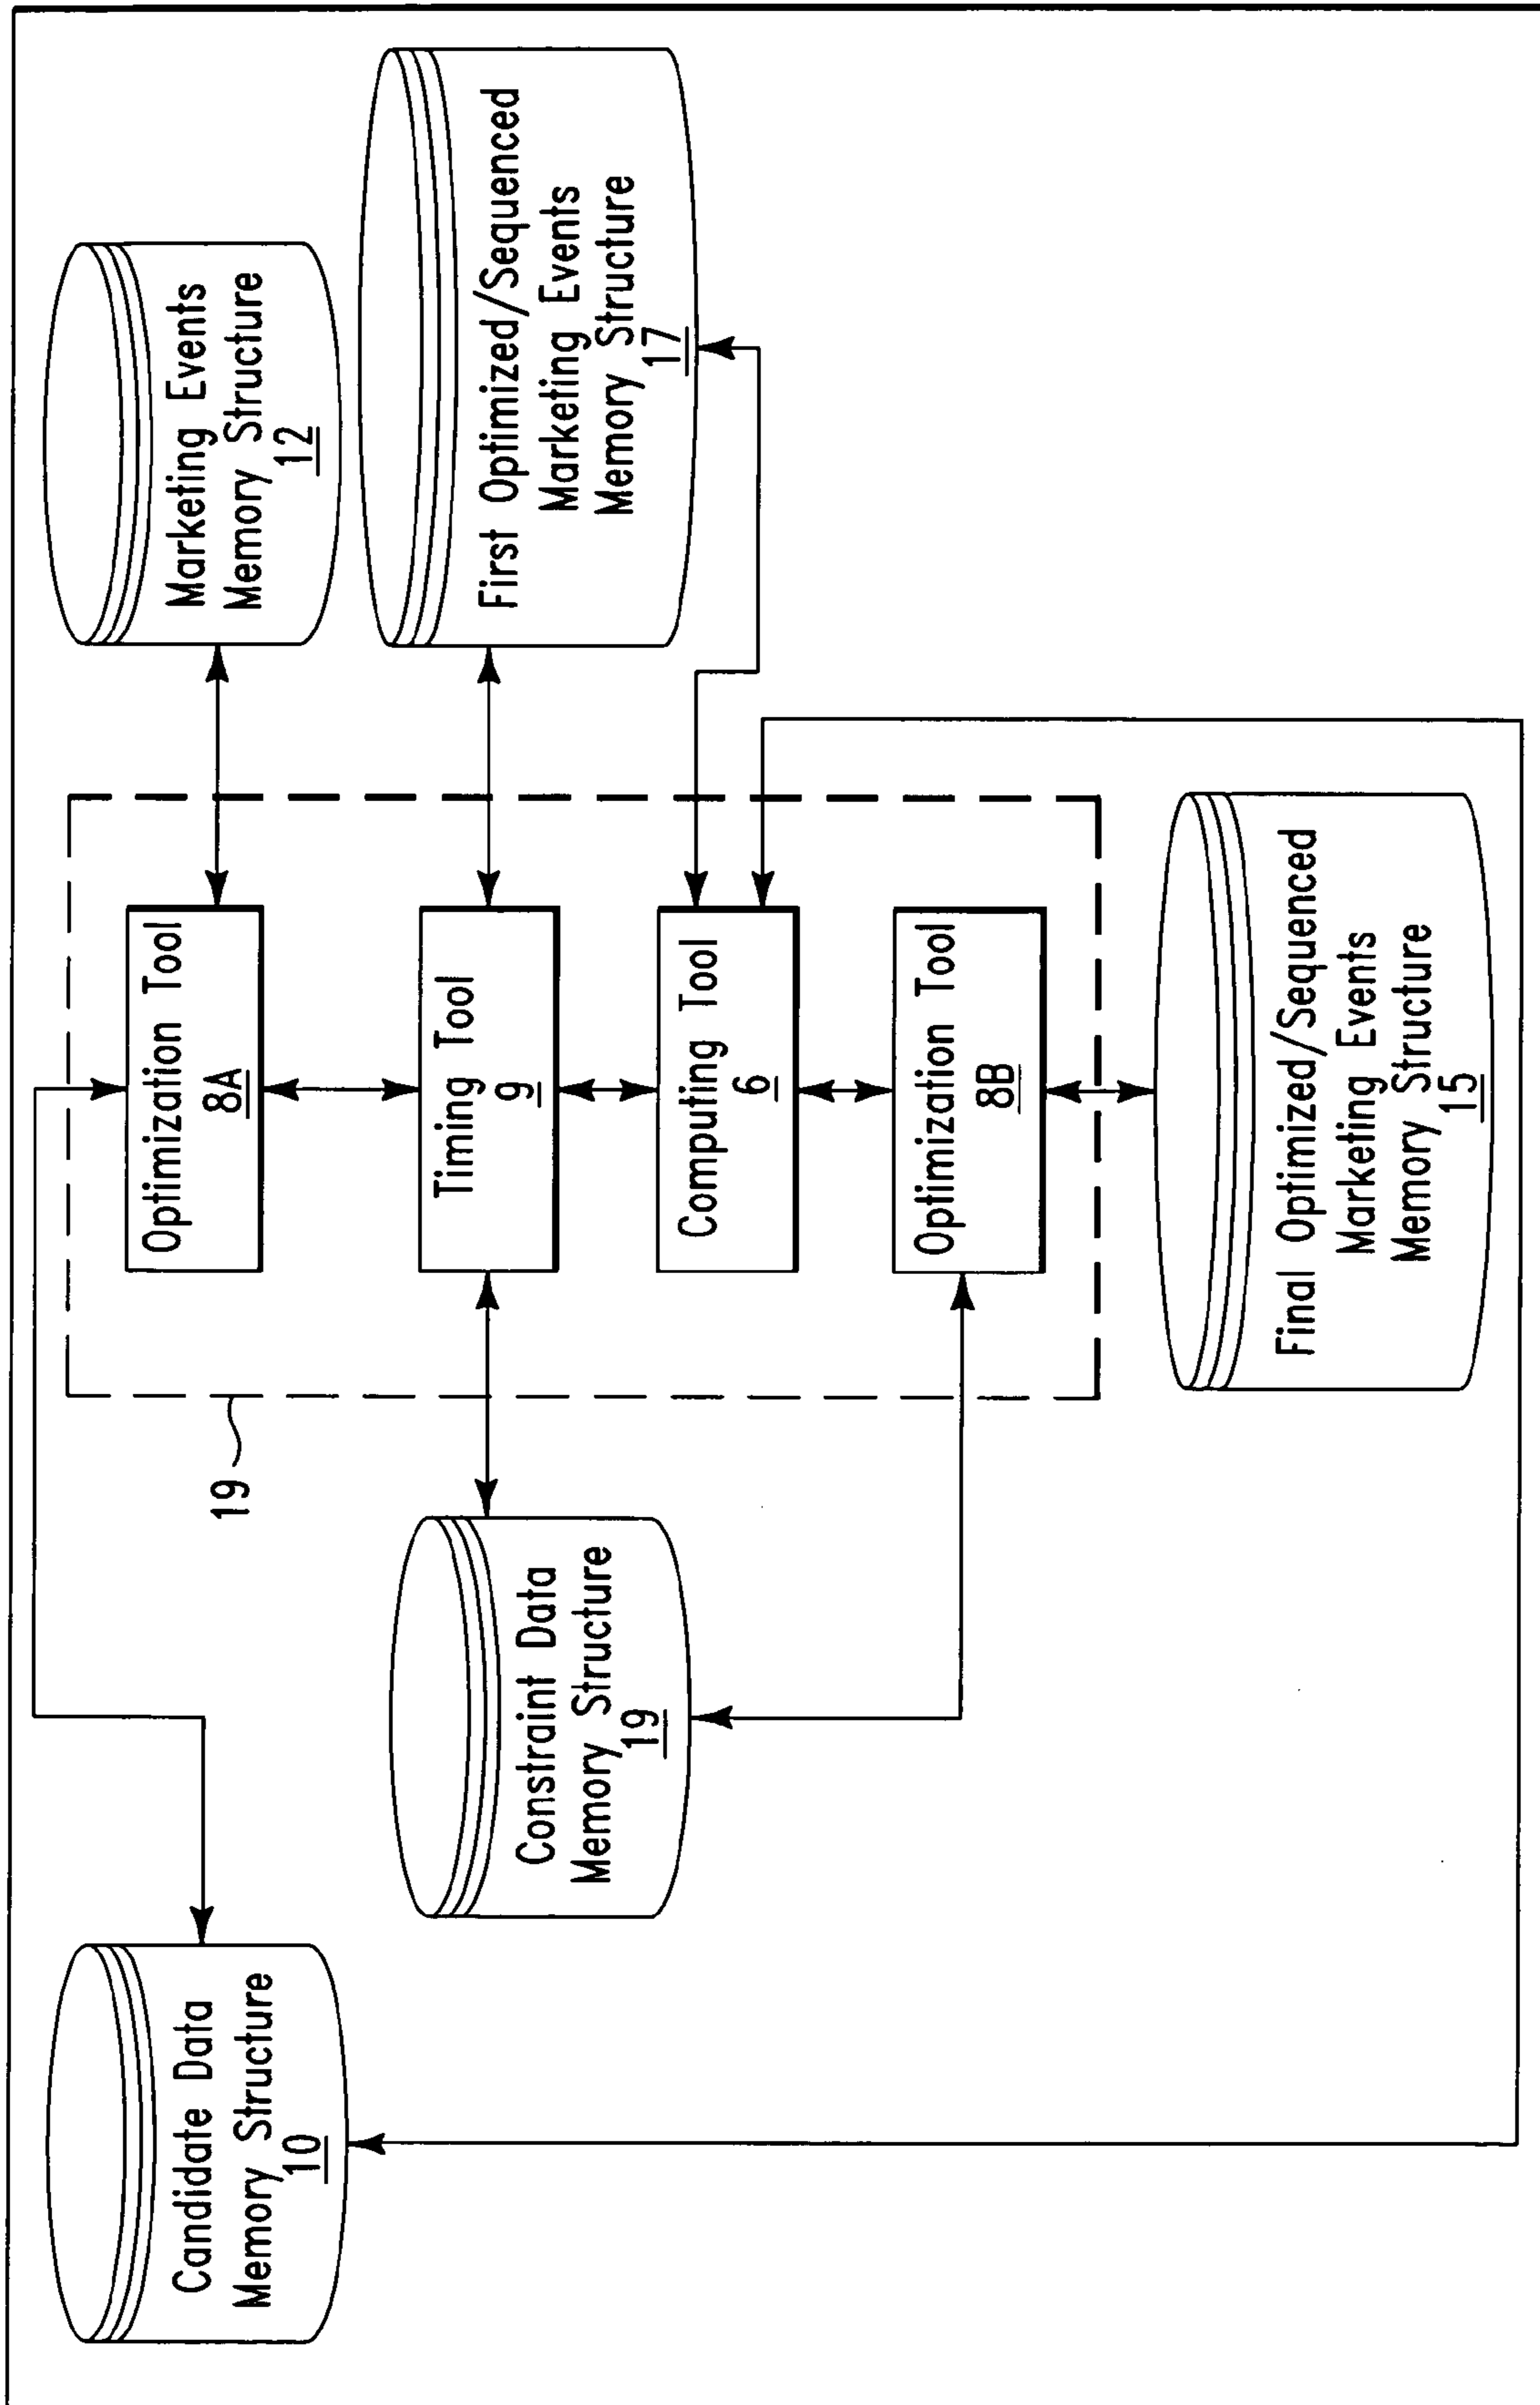 Candidate Data
Memory Structure
10
Constraint Data
Memory Structure
19
19
Optimization Tool
8A
Timing Tool
9
Computing Tool
6
Optimization Tool
8B
Final Optimized/Sequenced
Marketing Events
Memory Structure
15
Marketing Events
Memory Structure
12
First Optimized/Sequenced
Marketing Events
Memory Structure
17